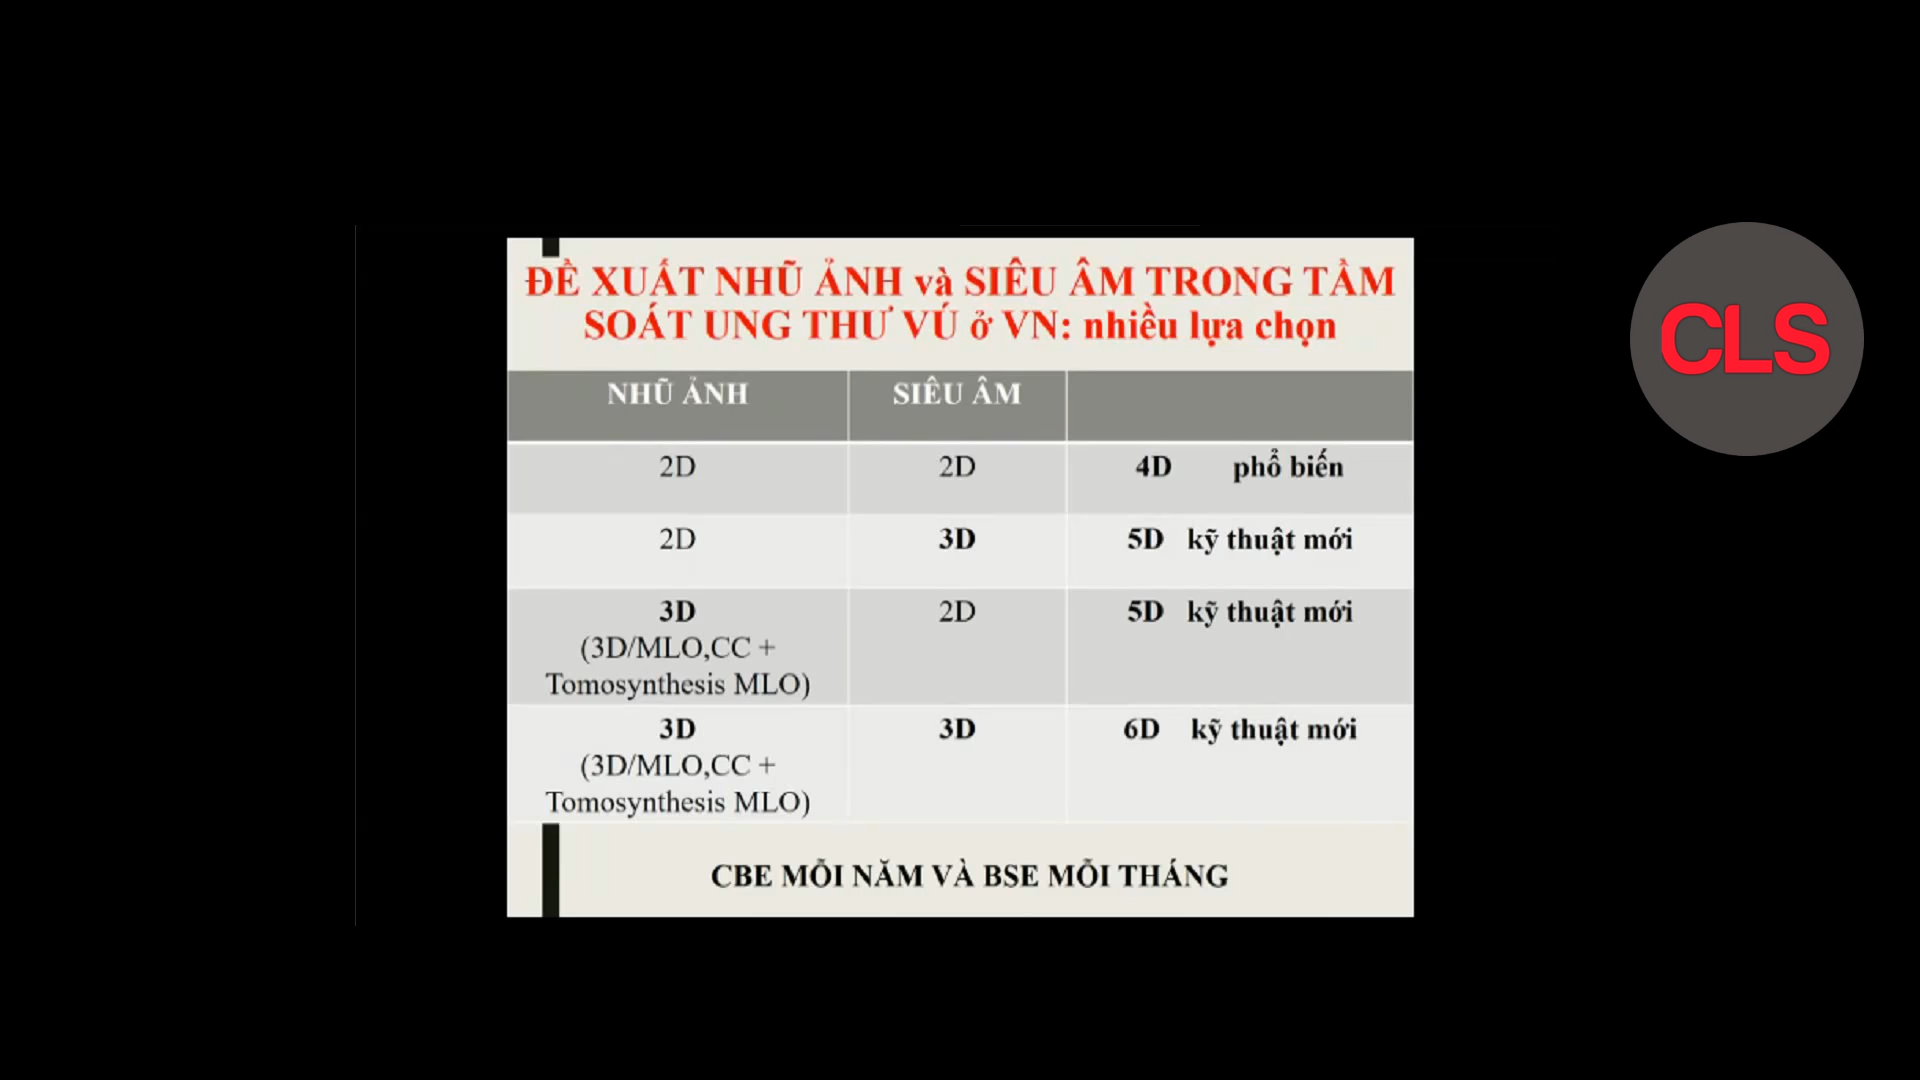 ĐỀ XUẤT NHŨ ẢNH và SIÊU ÂM TRONG TẦM
SOÁT UNG THƯ VÚ ở VN: nhiều lựa chọn
NHŨ ẢNH SIÊU ÂM
2D 2D 4D phổ biến
2D 3D 5D kỹ thuật mới
3D 2D 5D kỹ thuật mới
(3D/MLO,CC +
Tomosynthesis MLO)
3D 3D 6D kỹ thuật mới
(3D/MLO,CC +
Tomosynthesis MLO)
CBE MỖI NĂM VÀ BSE MỖI THÁNG
CLS